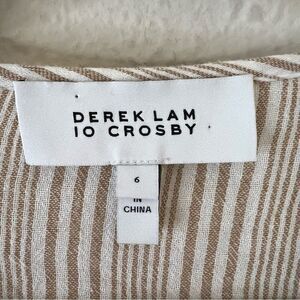 DEREK LAM
10 CROSBY
6
IN
CHINA